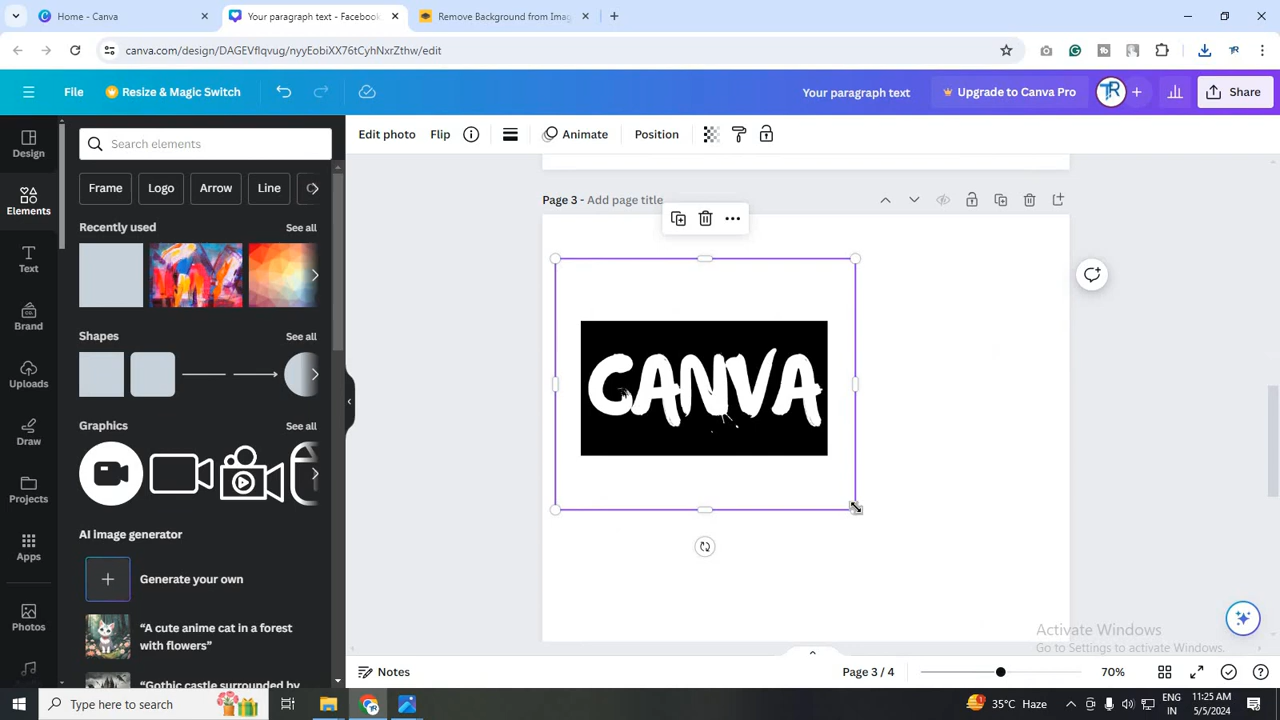 Home - Canva
Your paragraph text - Facebook
Remove Background from Imag
canva.com/design/DAGEVflqvug/nyyEobiXX76tCyhNxrZthw/edit
File
Resize & Magic Switch
Your paragraph text
Upgrade to Canva Pro
Share
Design
Elements
Text
Brand
Uploads
Draw
Projects
Apps
Photos
Search elements
Frame
Logo
Arrow
Line
Recently used
See all
Shapes
See all
Graphics
See all
AI image generator
Generate your own
“A cute anime cat in a forest
with flowers”
“Gothic castle surrounded by
Edit photo
Flip
Animate
Position
Page 3 - Add page title
CANVA
Activate Windows
Go to Settings to activate Windows.
Notes
Page 3 / 4
70%
Type here to search
35°C Haze
ENG
IN
11:25 AM
5/5/2024